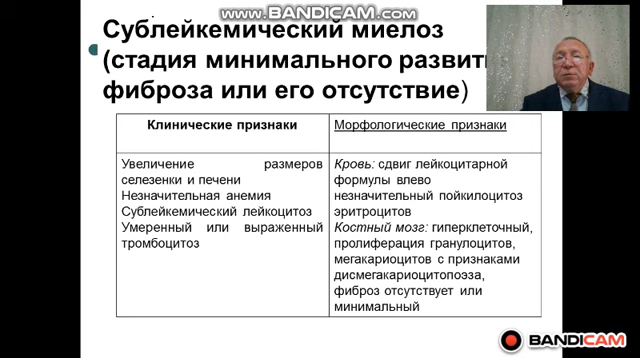 www.BANDICAM.com
Сублейкемический миелоз
(стадия минимального развит
фиброза или его отсутствие)
Клинические признаки
Морфологические признаки
Увеличение размеров
селезенки и печени
Незначительная анемия
Сублейкемический лейкоцитоз
Умеренный или выраженный
тромбоцитоз
Кровь: сдвиг лейкоцитарной
формулы влево
незначительный пойкилоцитоз
эритроцитов
Костный мозг: гиперклеточный,
пролиферация гранулоцитов,
мегакариоцитов с признаками
дисмегакариоцитопоэза,
фиброз отсутствует или
минимальный
BANDICAM